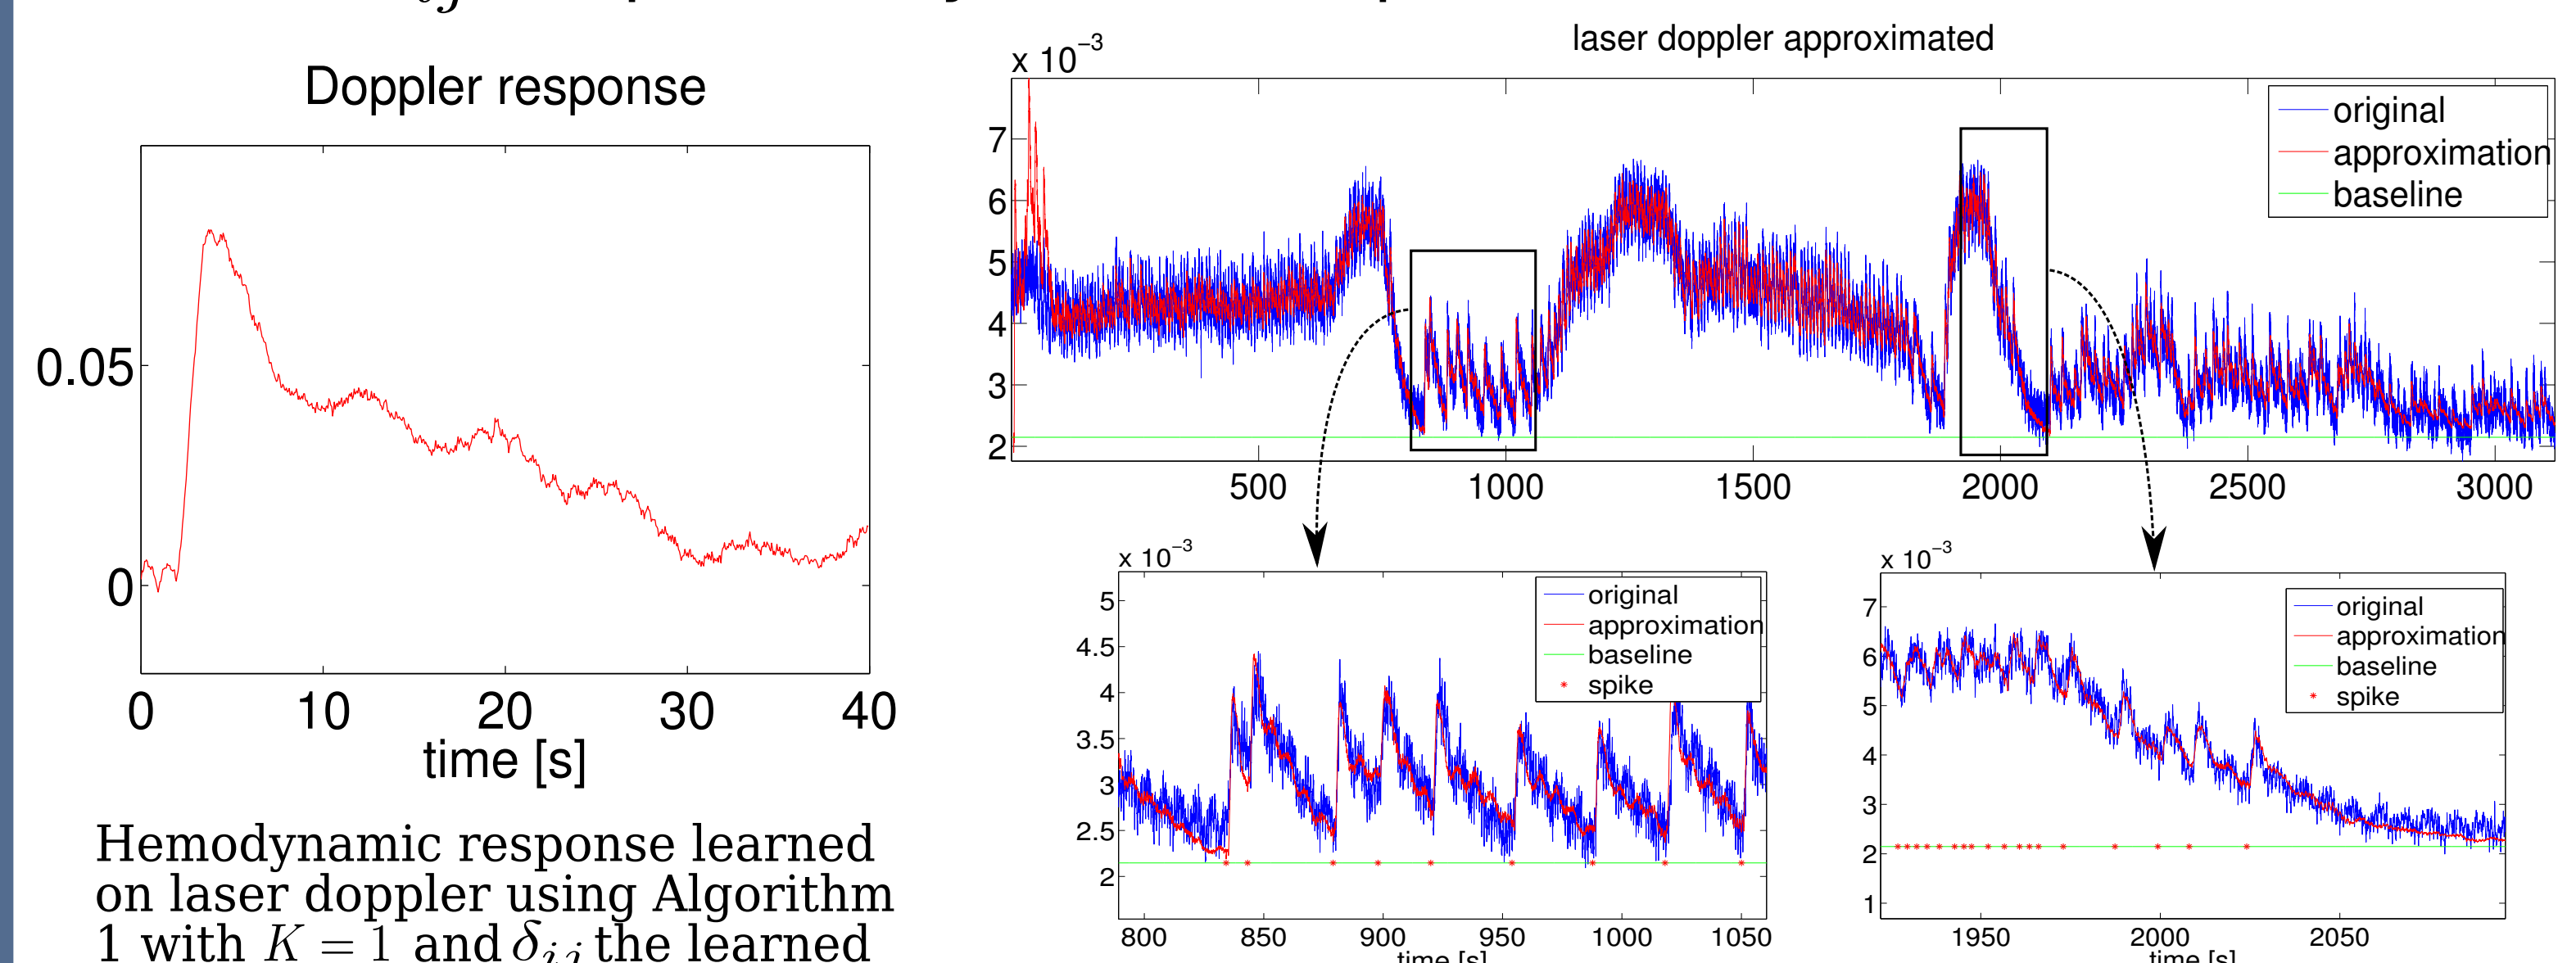 Doppler response
0.05
0
0 10 20 30 40
time [s]
Hemodynamic response learned
on laser doppler using Algorithm
1 with K = 1 and δij the learned
laser doppler approximated
x 10⁻³
7
6
5
4
3
2
500 1000 1500 2000 2500 3000
original
approximation
baseline
x 10⁻³
5
4.5
4
3.5
3
2.5
2
800 850 900 950 1000 1050
time [s]
original
approximation
baseline
spike
x 10⁻³
7
6
5
4
3
2
1
1950 2000 2050
time [s]
original
approximation
baseline
spike